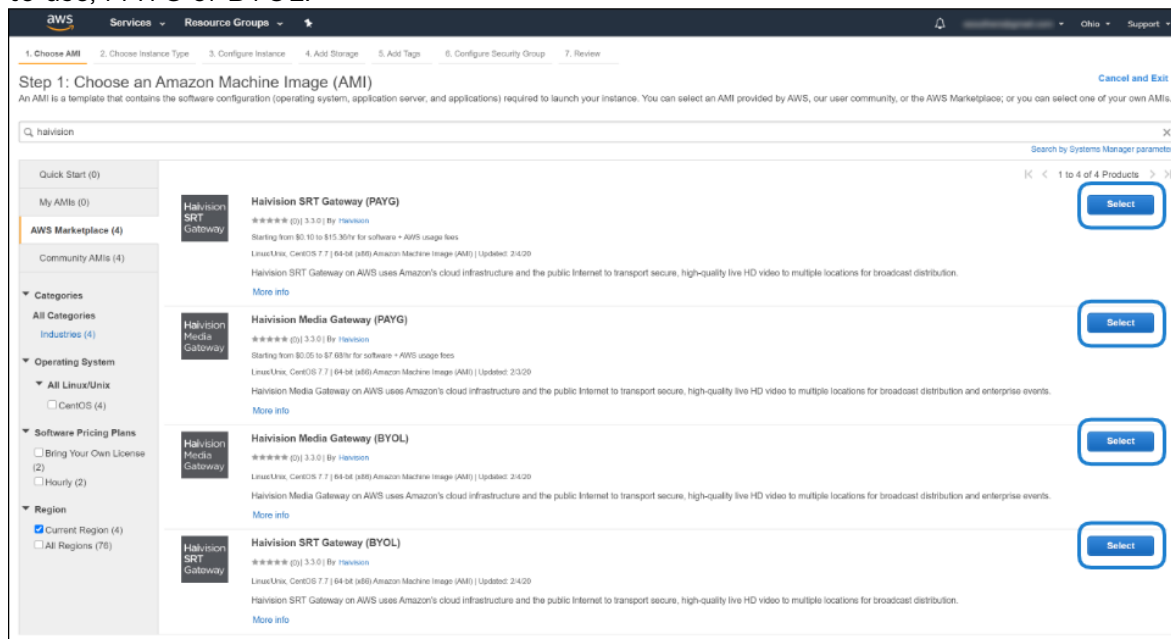 to use, PAYG or BYOL.
aws Services Resource Groups Ohio Support
1. Choose AMI 2. Choose Instance Type 3. Configure Instance 4. Add Storage 5. Add Tags 6. Configure Security Group 7. Review
Step 1: Choose an Amazon Machine Image (AMI)
Cancel and Exit
An AMI is a template that contains the software configuration (operating system, application server, and applications) required to launch your instance. You can select an AMI provided by AWS, our user community, or the AWS Marketplace; or you can select one of your own AMIs.
haivision
Search by Systems Manager parameter
Quick Start (0)
My AMIs (0)
AWS Marketplace (4)
Community AMIs (4)
Categories
All Categories
Industries (4)
Operating System
All Linux/Unix
CentOS (4)
Software Pricing Plans
Bring Your Own License
(2)
Hourly (2)
Region
Current Region (4)
All Regions (76)
1 to 4 of 4 Products
Haivision
SRT
Gateway
Haivision SRT Gateway (PAYG)
(0) | 3.3.0 | By Haivision
Starting from $0.10 to $15.36/hr for software + AWS usage fees
Linux/Unix, CentOS 7.7 | 64-bit (x86) Amazon Machine Image (AMI) | Updated: 2/4/20
Haivision SRT Gateway on AWS uses Amazon's cloud infrastructure and the public Internet to transport secure, high-quality live HD video to multiple locations for broadcast distribution.
More info
Select
Haivision
Media
Gateway
Haivision Media Gateway (PAYG)
(0) | 3.3.0 | By Haivision
Starting from $0.05 to $7.68/hr for software + AWS usage fees
Linux/Unix, CentOS 7.7 | 64-bit (x86) Amazon Machine Image (AMI) | Updated: 2/3/20
Haivision Media Gateway on AWS uses Amazon's cloud infrastructure and the public Internet to transport secure, high-quality live HD video to multiple locations for broadcast distribution and enterprise events.
More info
Select
Haivision
Media
Gateway
Haivision Media Gateway (BYOL)
(0) | 3.3.0 | By Haivision
Linux/Unix, CentOS 7.7 | 64-bit (x86) Amazon Machine Image (AMI) | Updated: 2/4/20
Haivision Media Gateway on AWS uses Amazon's cloud infrastructure and the public Internet to transport secure, high-quality live HD video to multiple locations for broadcast distribution and enterprise events.
More info
Select
Haivision
SRT
Gateway
Haivision SRT Gateway (BYOL)
(0) | 3.3.0 | By Haivision
Linux/Unix, CentOS 7.7 | 64-bit (x86) Amazon Machine Image (AMI) | Updated: 2/4/20
Haivision SRT Gateway on AWS uses Amazon's cloud infrastructure and the public Internet to transport secure, high-quality live HD video to multiple locations for broadcast distribution.
More info
Select